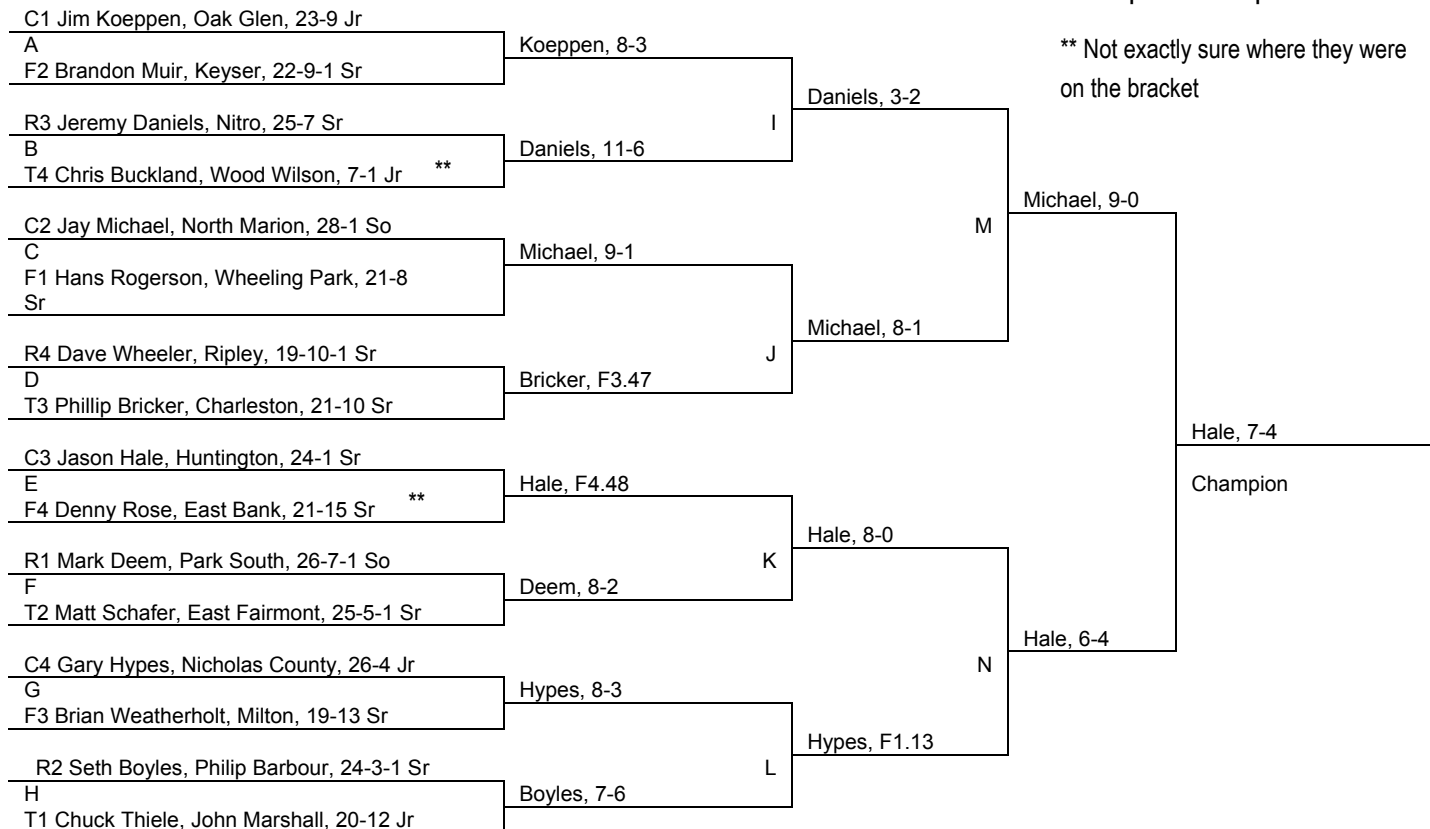 C1 Jim Koeppen, Oak Glen, 23-9 Jr
A
F2 Brandon Muir, Keyser, 22-9-1 Sr
Koeppen, 8-3
** Not exactly sure where they were
on the bracket
Daniels, 3-2
I
R3 Jeremy Daniels, Nitro, 25-7 Sr
B
T4 Chris Buckland, Wood Wilson, 7-1 Jr **
Daniels, 11-6
Michael, 9-0
M
C2 Jay Michael, North Marion, 28-1 So
C
F1 Hans Rogerson, Wheeling Park, 21-8
Sr
Michael, 9-1
Michael, 8-1
J
R4 Dave Wheeler, Ripley, 19-10-1 Sr
D
T3 Phillip Bricker, Charleston, 21-10 Sr
Bricker, F3.47
Hale, 7-4
Champion
C3 Jason Hale, Huntington, 24-1 Sr
E
F4 Denny Rose, East Bank, 21-15 Sr **
Hale, F4.48
Hale, 8-0
K
R1 Mark Deem, Park South, 26-7-1 So
F
T2 Matt Schafer, East Fairmont, 25-5-1 Sr
Deem, 8-2
Hale, 6-4
N
C4 Gary Hypes, Nicholas County, 26-4 Jr
G
F3 Brian Weatherholt, Milton, 19-13 Sr
Hypes, 8-3
Hypes, F1.13
L
R2 Seth Boyles, Philip Barbour, 24-3-1 Sr
H
T1 Chuck Thiele, John Marshall, 20-12 Jr
Boyles, 7-6